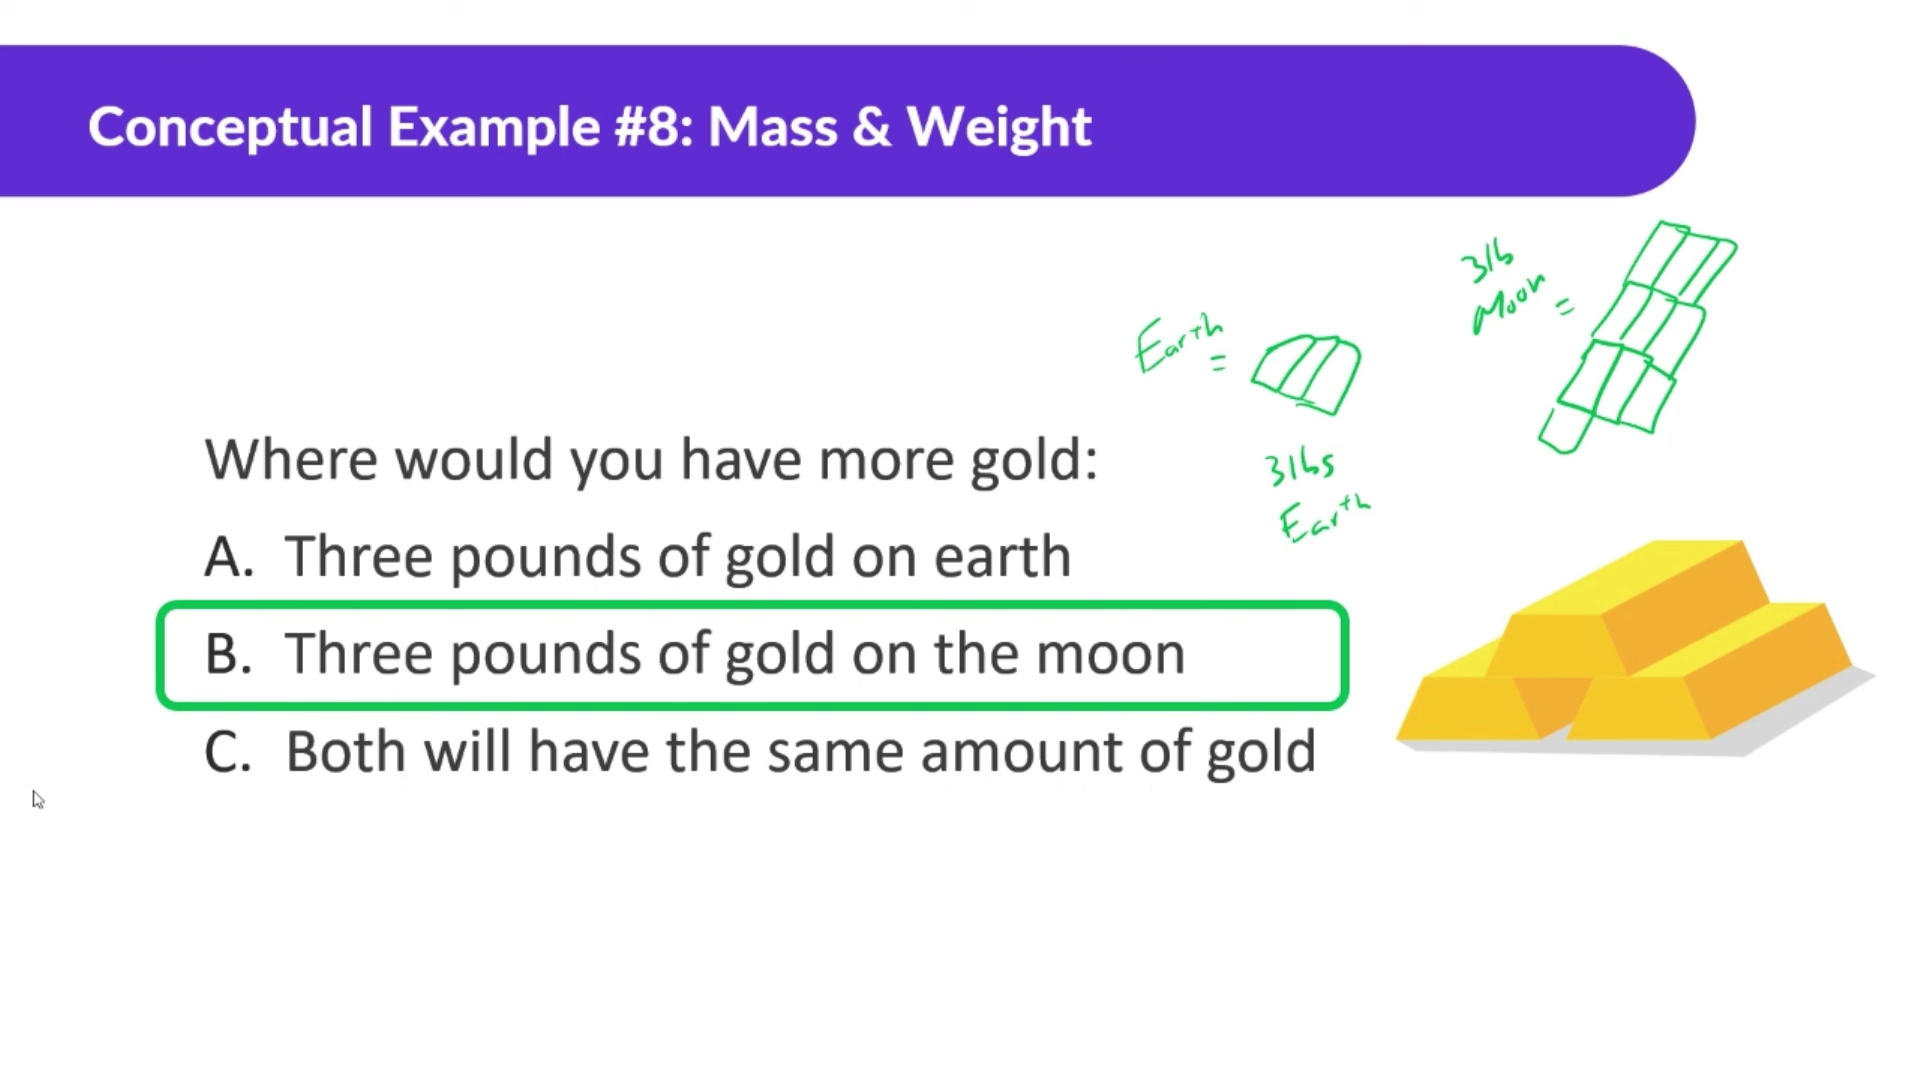 Conceptual Example #8: Mass & Weight
3lb
Moon =
Earth
=
3lbs
Earth
Where would you have more gold:
A. Three pounds of gold on earth
B. Three pounds of gold on the moon
C. Both will have the same amount of gold